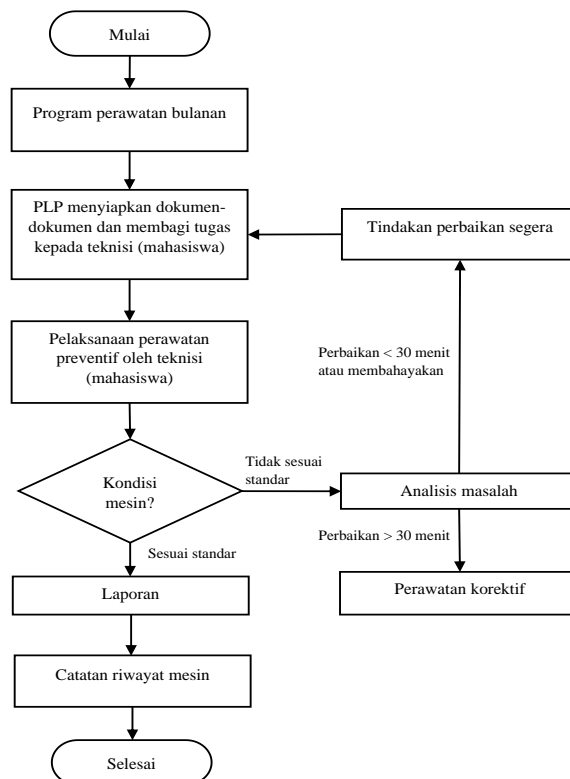 Mulai
Program perawatan bulanan
PLP menyiapkan dokumen-
dokumen dan membagi tugas
kepada teknisi (mahasiswa)
Tindakan perbaikan segera
Pelaksanaan perawatan
preventif oleh teknisi
(mahasiswa)
Perbaikan < 30 menit
atau membahayakan
Kondisi
mesin?
Tidak sesuai
standar
Analisis masalah
Sesuai standar
Perbaikan > 30 menit
Laporan
Perawatan korektif
Catatan riwayat mesin
Selesai